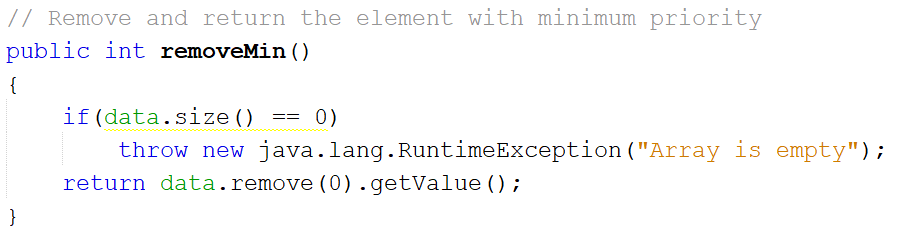 // Remove and return the element with minimum priority
public int removeMin()
{
if(data.size() == 0)
throw new java.lang.RuntimeException("Array is empty");
return data.remove(0).getValue();
}